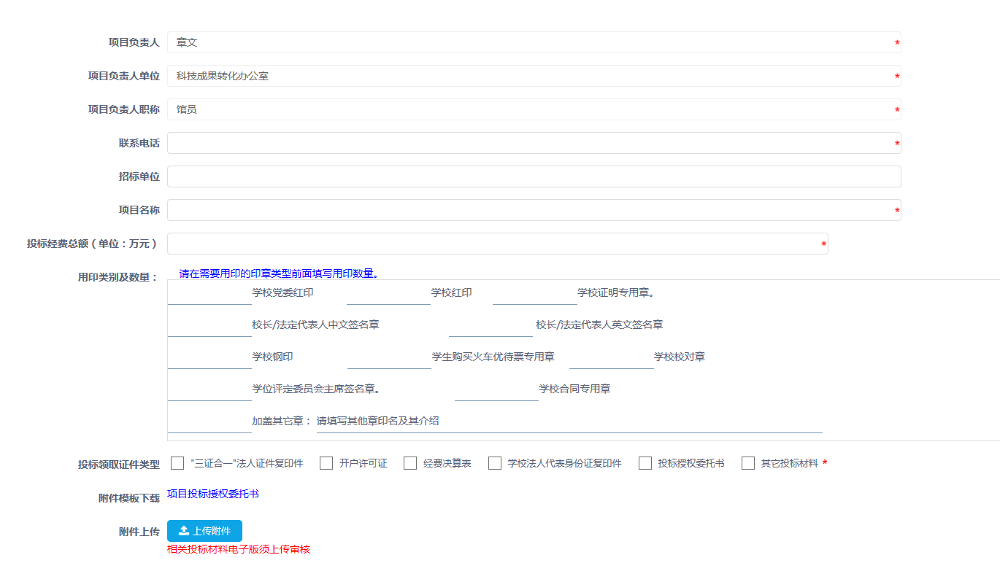 项目负责人 章文 *
项目负责人单位 科技成果转化办公室 *
项目负责人职称 馆员 *
联系电话 *
招标单位
项目名称 *
投标经费总额（单位：万元） *
用印类别及数量： 请在需要用印的印章类型前面填写用印数量。
学校党委红印 学校红印 学校证明专用章。
校长/法定代表人中文签名章 校长/法定代表人英文签名章
学校钢印 学生购买火车优待票专用章 学校校对章
学位评定委员会主席签名章。 学校合同专用章
加盖其它章： 请填写其他章印名及其介绍
投标领取证件类型 "三证合一"法人证件复印件 开户许可证 经费决算表 学校法人代表身份证复印件 投标授权委托书 其它投标材料 *
附件模板下载 项目投标授权委托书
附件上传 上传附件
相关投标材料电子版须上传审核